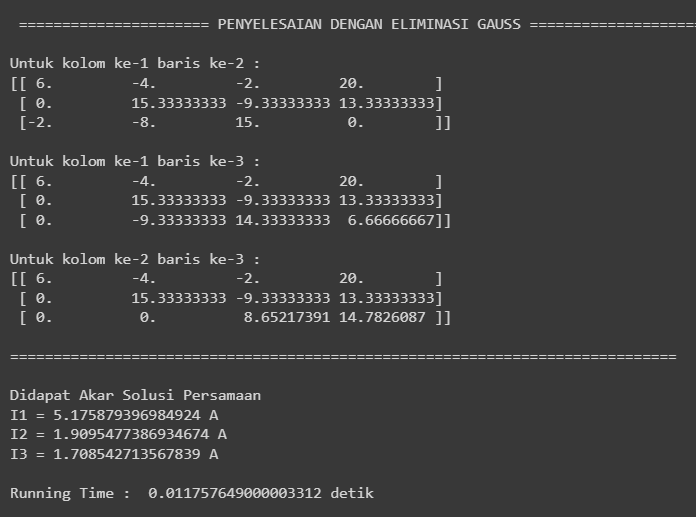 ====================== PENYELESAIAN DENGAN ELIMINASI GAUSS ===================
Untuk kolom ke-1 baris ke-2 :
[[ 6.         -4.         -2.         20.        ]
 [ 0.         15.33333333 -9.33333333 13.33333333]
 [-2.         -8.         15.          0.        ]]
Untuk kolom ke-1 baris ke-3 :
[[ 6.         -4.         -2.         20.        ]
 [ 0.         15.33333333 -9.33333333 13.33333333]
 [ 0.         -9.33333333 14.33333333  6.66666667]]
Untuk kolom ke-2 baris ke-3 :
[[ 6.         -4.         -2.         20.        ]
 [ 0.         15.33333333 -9.33333333 13.33333333]
 [ 0.          0.          8.65217391 14.7826087 ]]
=============================================================================
Didapat Akar Solusi Persamaan
I1 = 5.175879396984924 A
I2 = 1.9095477386934674 A
I3 = 1.708542713567839 A
Running Time :  0.011757649000003312 detik